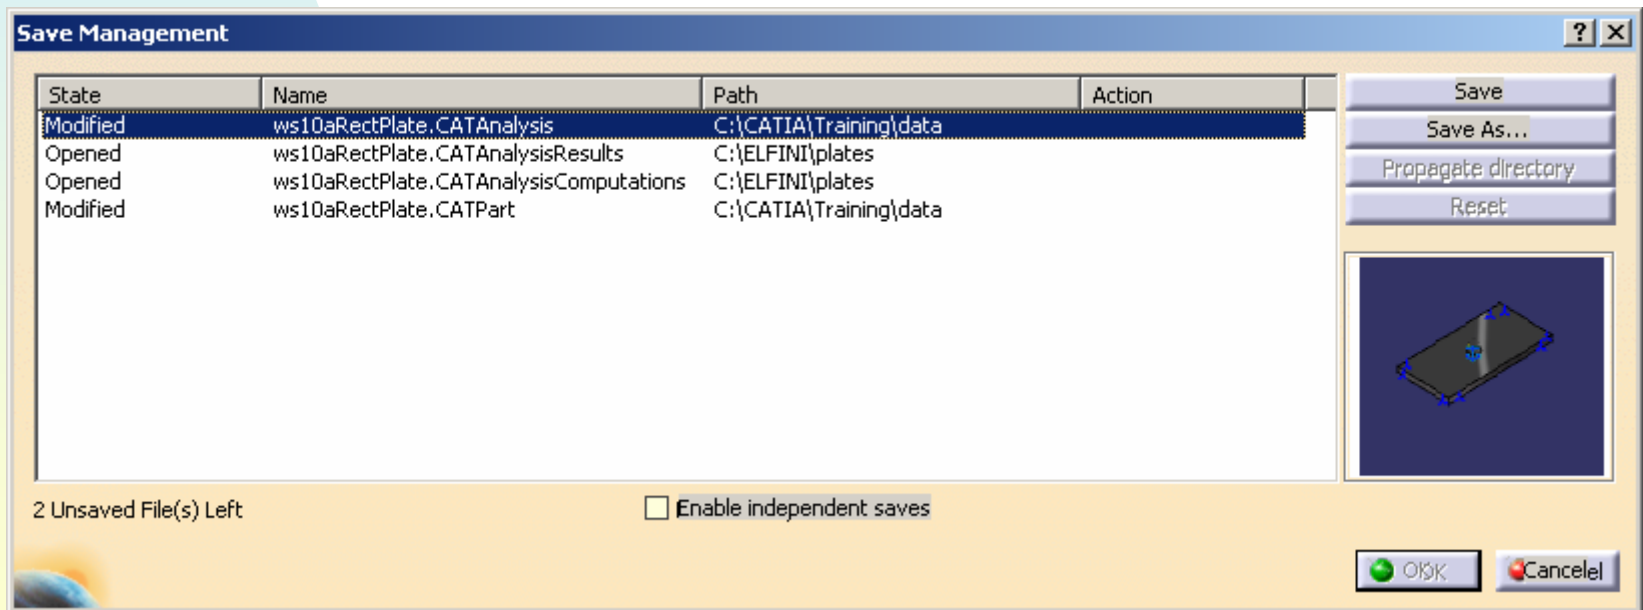 Save Management
State Name Path Action
Modified ws10aRectPlate.CATAnalysis C:\CATIA\Training\data
Opened ws10aRectPlate.CATAnalysisResults C:\ELFINI\plates
Opened ws10aRectPlate.CATAnalysisComputations C:\ELFINI\plates
Modified ws10aRectPlate.CATPart C:\CATIA\Training\data
Save
Save As...
Propagate directory
Reset
2 Unsaved File(s) Left
Enable independent saves
OK
Cancel